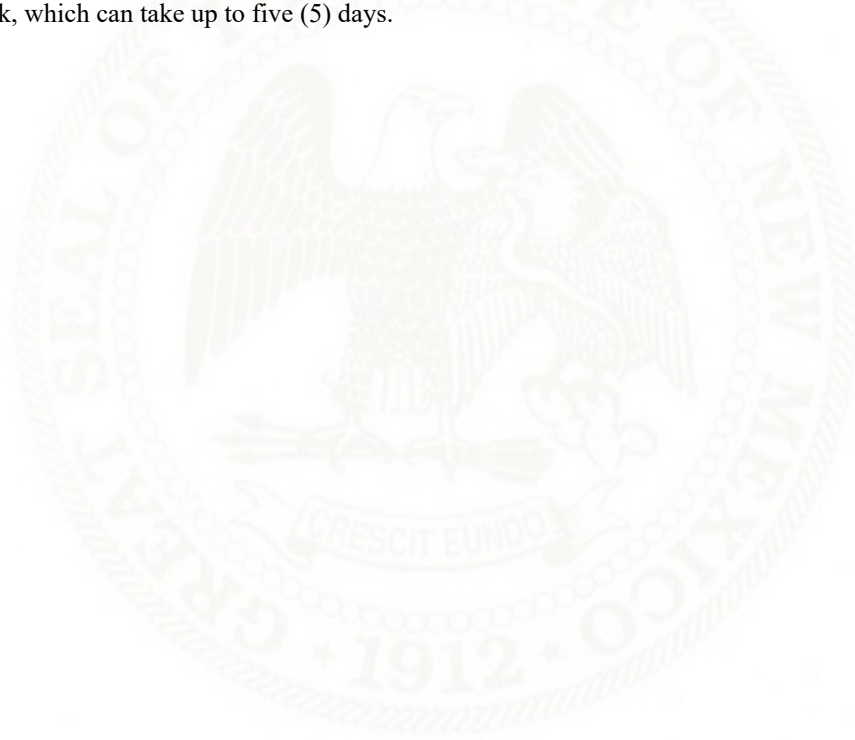 k, which can take up to five (5) days.
GREAT SEAL OF THE STATE OF NEW MEXICO
CRESCIT EUNDO
1912